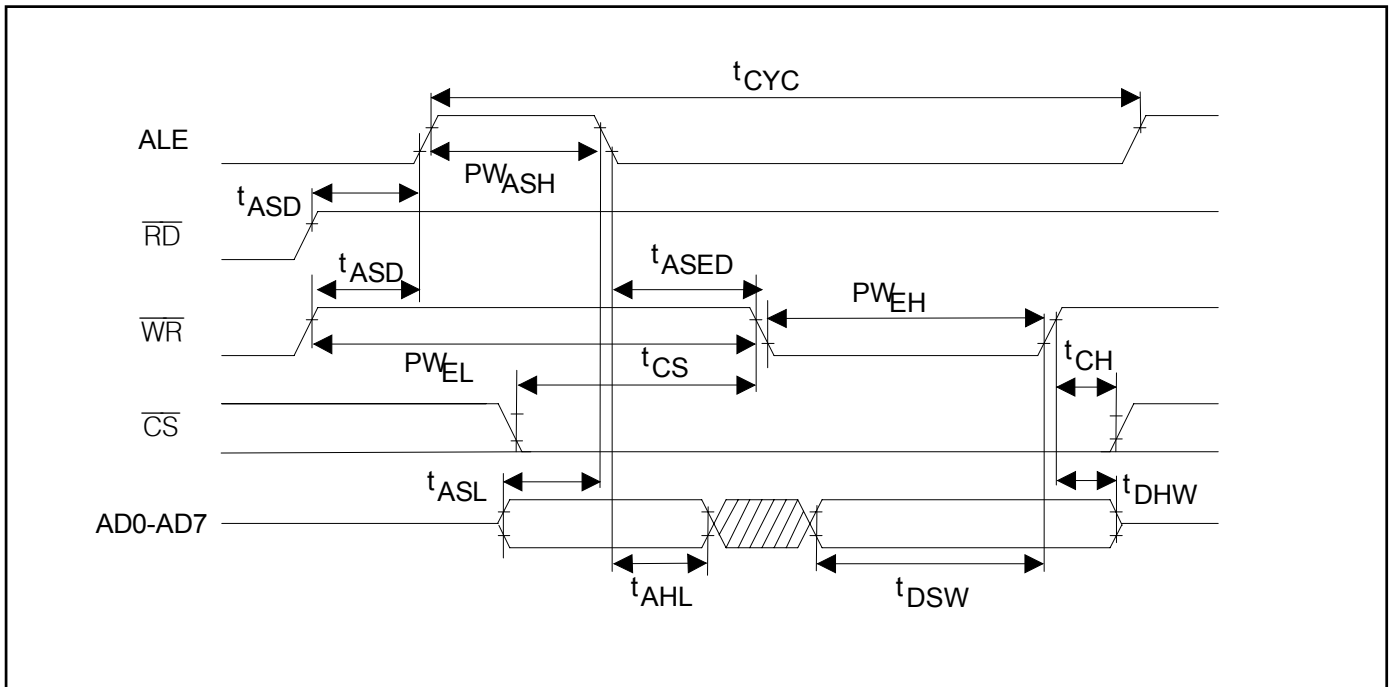 tCYC
ALE
PWASH
tASD
RD
tASD
tASED
WR
PWEH
PWEL
tCS
tCH
CS
tASL
tDHW
AD0-AD7
tAHL
tDSW